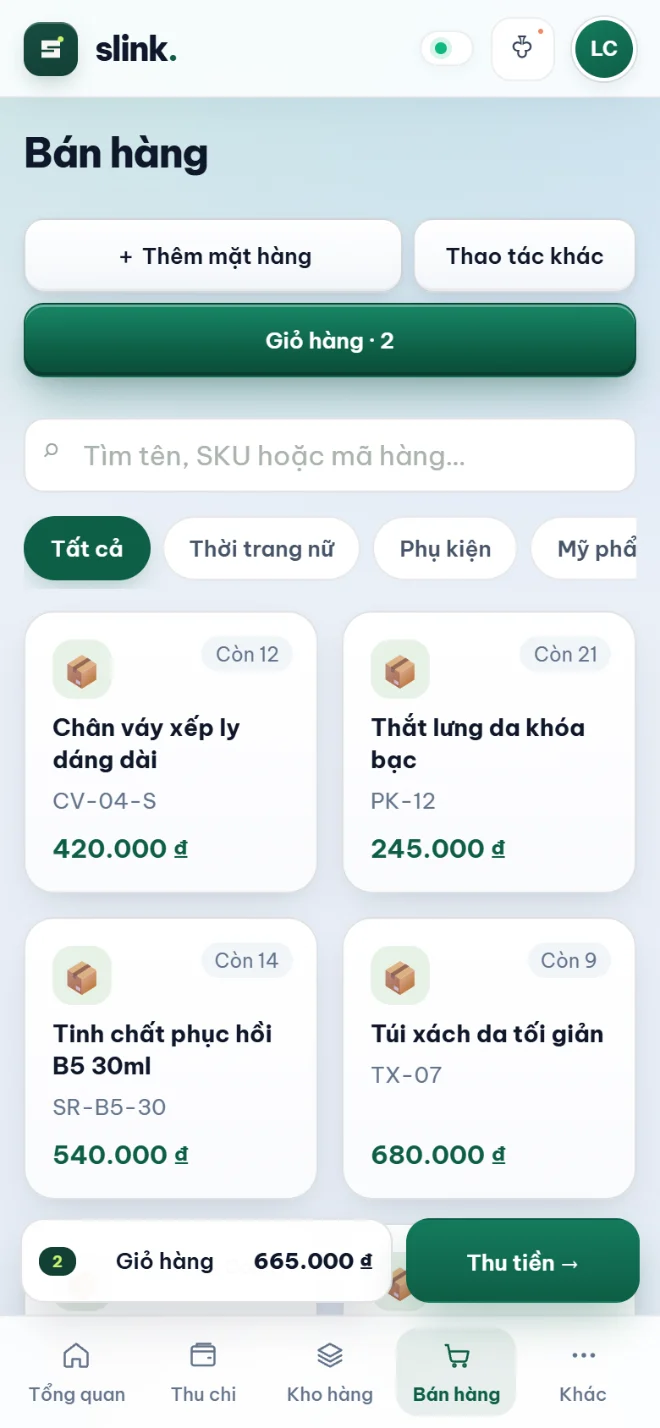 slink.
LC
Bán hàng
+ Thêm mặt hàng
Thao tác khác
Giỏ hàng · 2
Tìm tên, SKU hoặc mã hàng...
Tất cả
Thời trang nữ
Phụ kiện
Mỹ phẩ
Còn 12
Chân váy xếp ly
dáng dài
CV-04-S
420.000 ₫
Còn 21
Thắt lưng da khóa
bạc
PK-12
245.000 ₫
Còn 14
Tinh chất phục hồi
B5 30ml
SR-B5-30
540.000 ₫
Còn 9
Túi xách da tối giản
TX-07
680.000 ₫
2 Giỏ hàng 665.000 ₫
Thu tiền →
Tổng quan
Thu chi
Kho hàng
Bán hàng
Khác